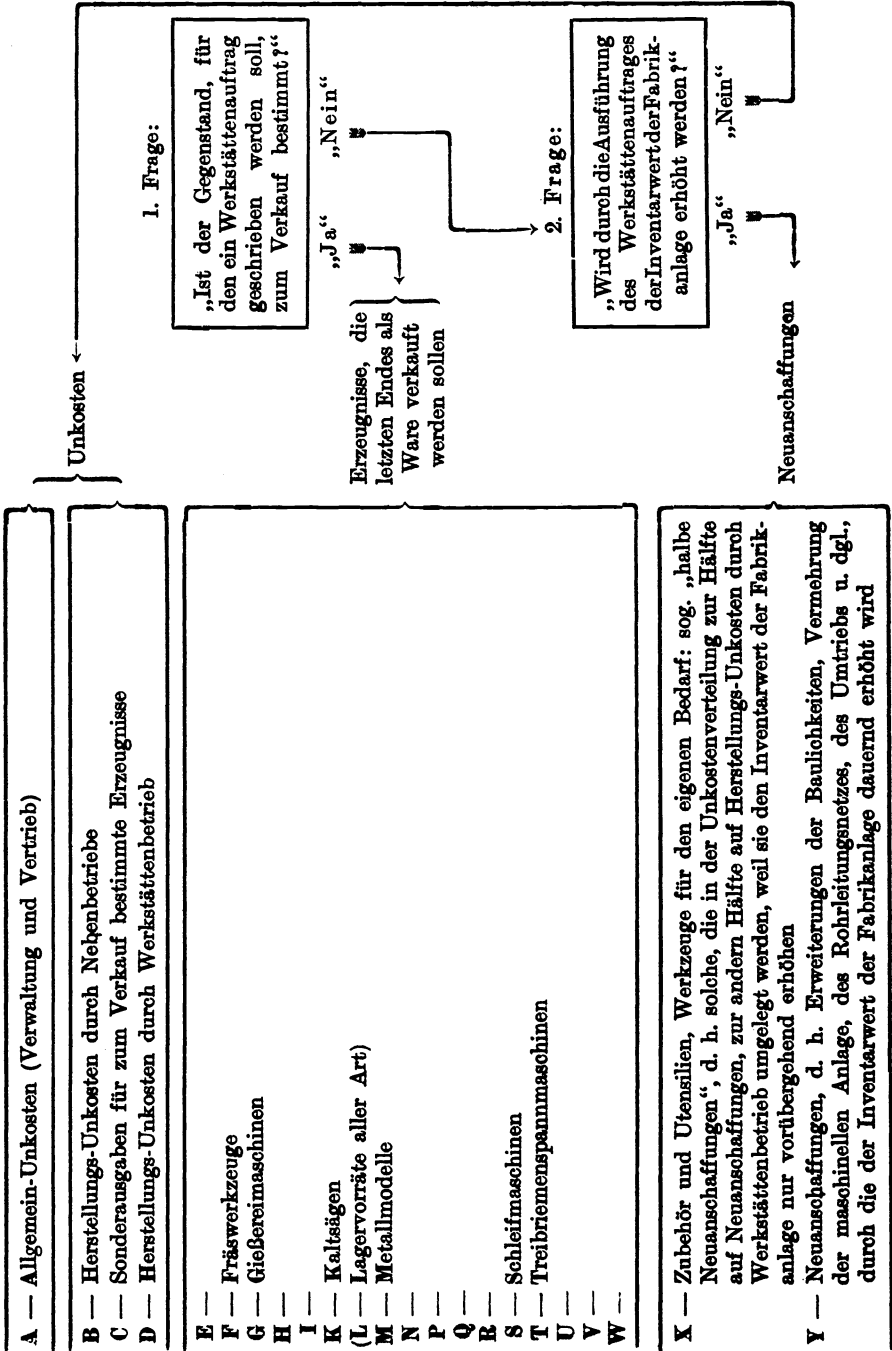 A — Allgemein-Unkosten (Verwaltung und Vertrieb)
B — Herstellungs-Unkosten durch Nebenbetriebe
C — Sonderausgaben für zum Verkauf bestimmte Erzeugnisse
D — Herstellungs-Unkosten durch Werkstättenbetrieb
E —
F — Fräswerkzeuge
G — Gießereimaschinen
H —
I —
K — Kaltsägen
(L — Lagervorräte aller Art)
M — Metallmodelle
N —
P —
Q —
R —
S — Schleifmaschinen
T — Treibriemenspannmaschinen
U —
V —
W —
X — Zubehör und Utensilien, Werkzeuge für den eigenen Bedarf: sog. „halbe
Neuanschaffungen“, d. h. solche, die in der Unkostenverteilung zur Hälfte
auf Neuanschaffungen, zur andern Hälfte auf Herstellungs-Unkosten durch
Werkstättenbetrieb umgelegt werden, weil sie den Inventarwert der Fabrik-
anlage nur vorübergehend erhöhen
Y — Neuanschaffungen, d. h. Erweiterungen der Baulichkeiten, Vermehrung
der maschinellen Anlage, des Rohrleitungsnetzes, des Umtriebs u. dgl.,
durch die der Inventarwert der Fabrikanlage dauernd erhöht wird
Unkosten
Erzeugnisse, die
letzten Endes als
Ware verkauft
werden sollen
Neuanschaffungen
1. Frage:
„Ist der Gegenstand, für
den ein Werkstättenauftrag
geschrieben werden soll,
zum Verkauf bestimmt?“
„Ja“ „Nein“
2. Frage:
„Wird durch die Ausführung
des Werkstättenauftrages
der Inventarwert der Fabrik-
anlage erhöht werden?“
„Ja“ „Nein“